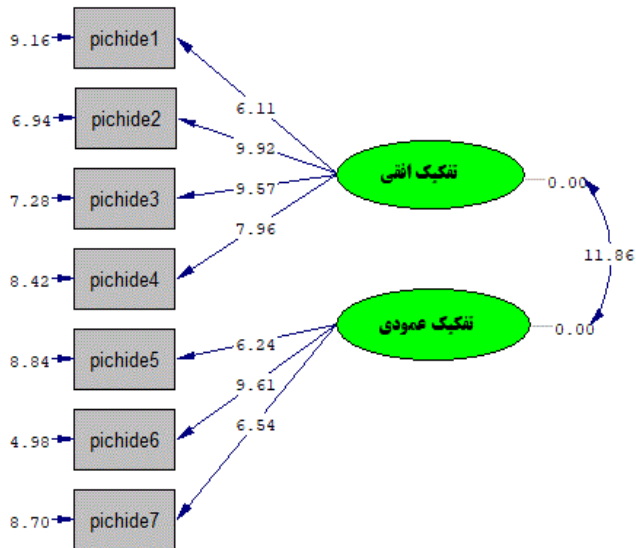 9.16
pichide1
6.11
6.94
pichide2
9.92
تفکیک افقی
0.00
7.28
pichide3
9.57
7.96
11.86
8.42
pichide4
تفکیک عمودی
0.00
8.84
pichide5
6.24
9.61
4.98
pichide6
6.54
8.70
pichide7